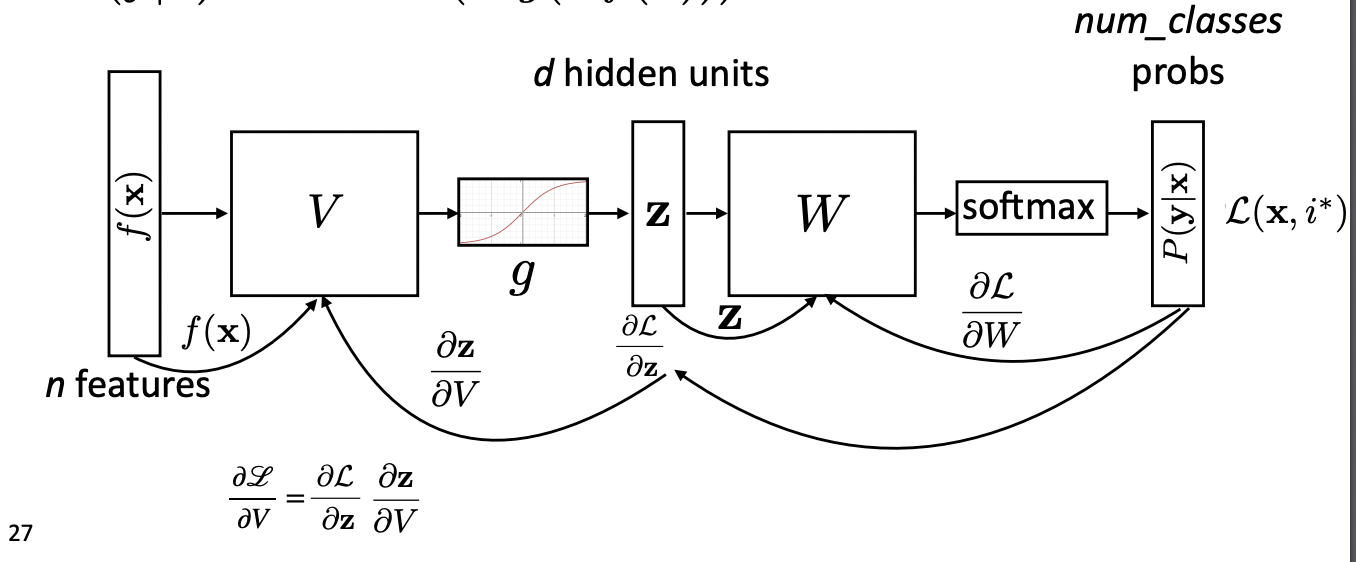 num_classes
probs
d hidden units
f(x)
V
g
z
W
softmax
P(y|x)
ℒ(x, i*)
f(x)
n features
∂z/∂V
∂ℒ/∂z
z
∂ℒ/∂W
∂ℒ/∂V = ∂ℒ/∂z ∂z/∂V
27